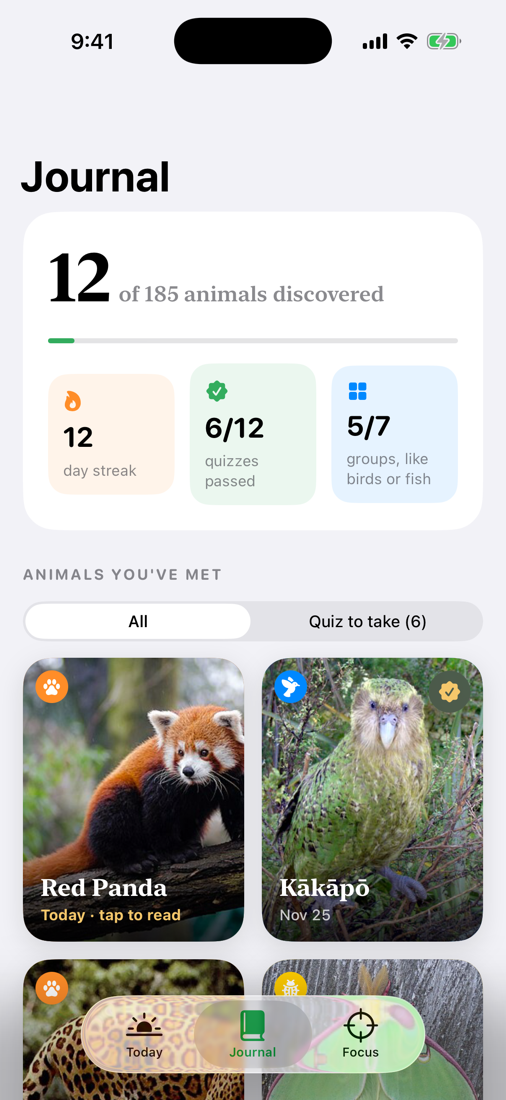 9:41
Journal
12 of 185 animals discovered
12
day streak
6/12
quizzes
passed
5/7
groups, like
birds or fish
ANIMALS YOU'VE MET
All
Quiz to take (6)
Red Panda
Today · tap to read
Kākāpō
Nov 25
Today
Journal
Focus